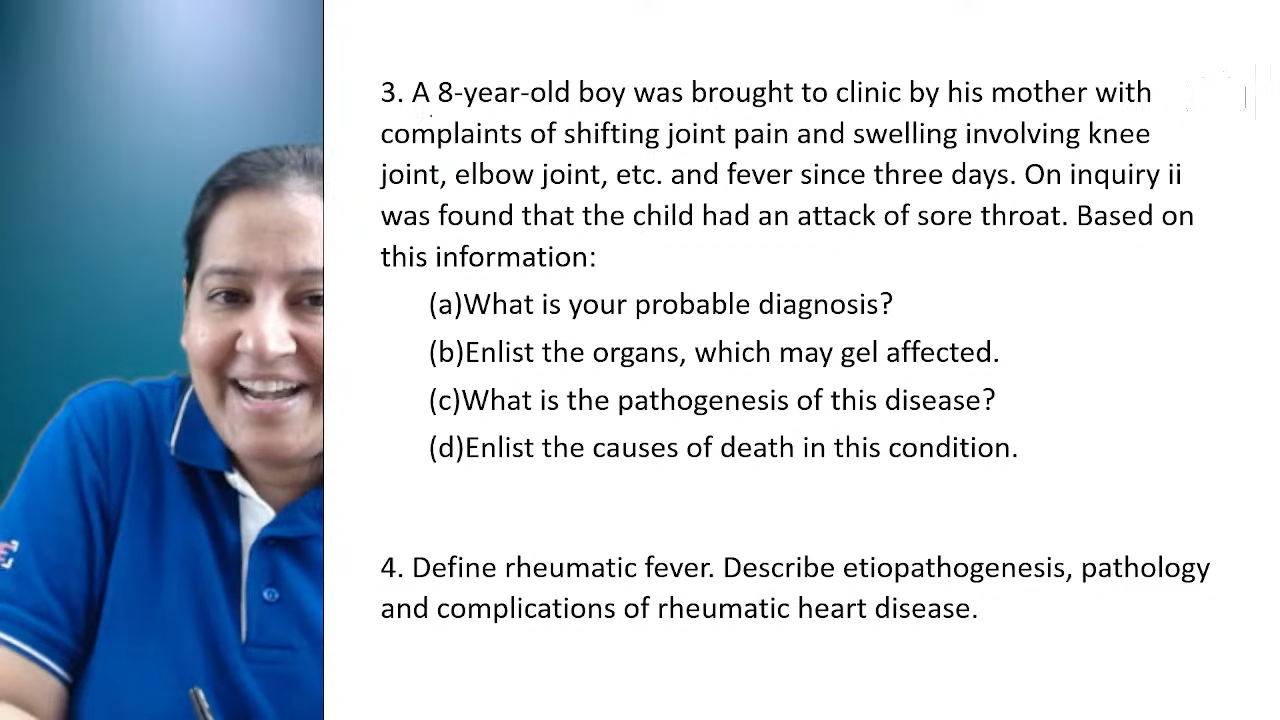 3. A 8-year-old boy was brought to clinic by his mother with
complaints of shifting joint pain and swelling involving knee
joint, elbow joint, etc. and fever since three days. On inquiry ii
was found that the child had an attack of sore throat. Based on
this information:
(a)What is your probable diagnosis?
(b)Enlist the organs, which may gel affected.
(c)What is the pathogenesis of this disease?
(d)Enlist the causes of death in this condition.
4. Define rheumatic fever. Describe etiopathogenesis, pathology
and complications of rheumatic heart disease.